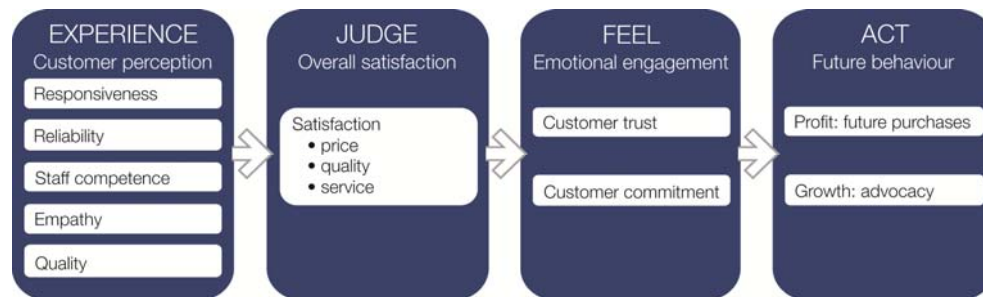 EXPERIENCE
Customer perception
Responsiveness
Reliability
Staff competence
Empathy
Quality
JUDGE
Overall satisfaction
Satisfaction
• price
• quality
• service
FEEL
Emotional engagement
Customer trust
Customer commitment
ACT
Future behaviour
Profit: future purchases
Growth: advocacy